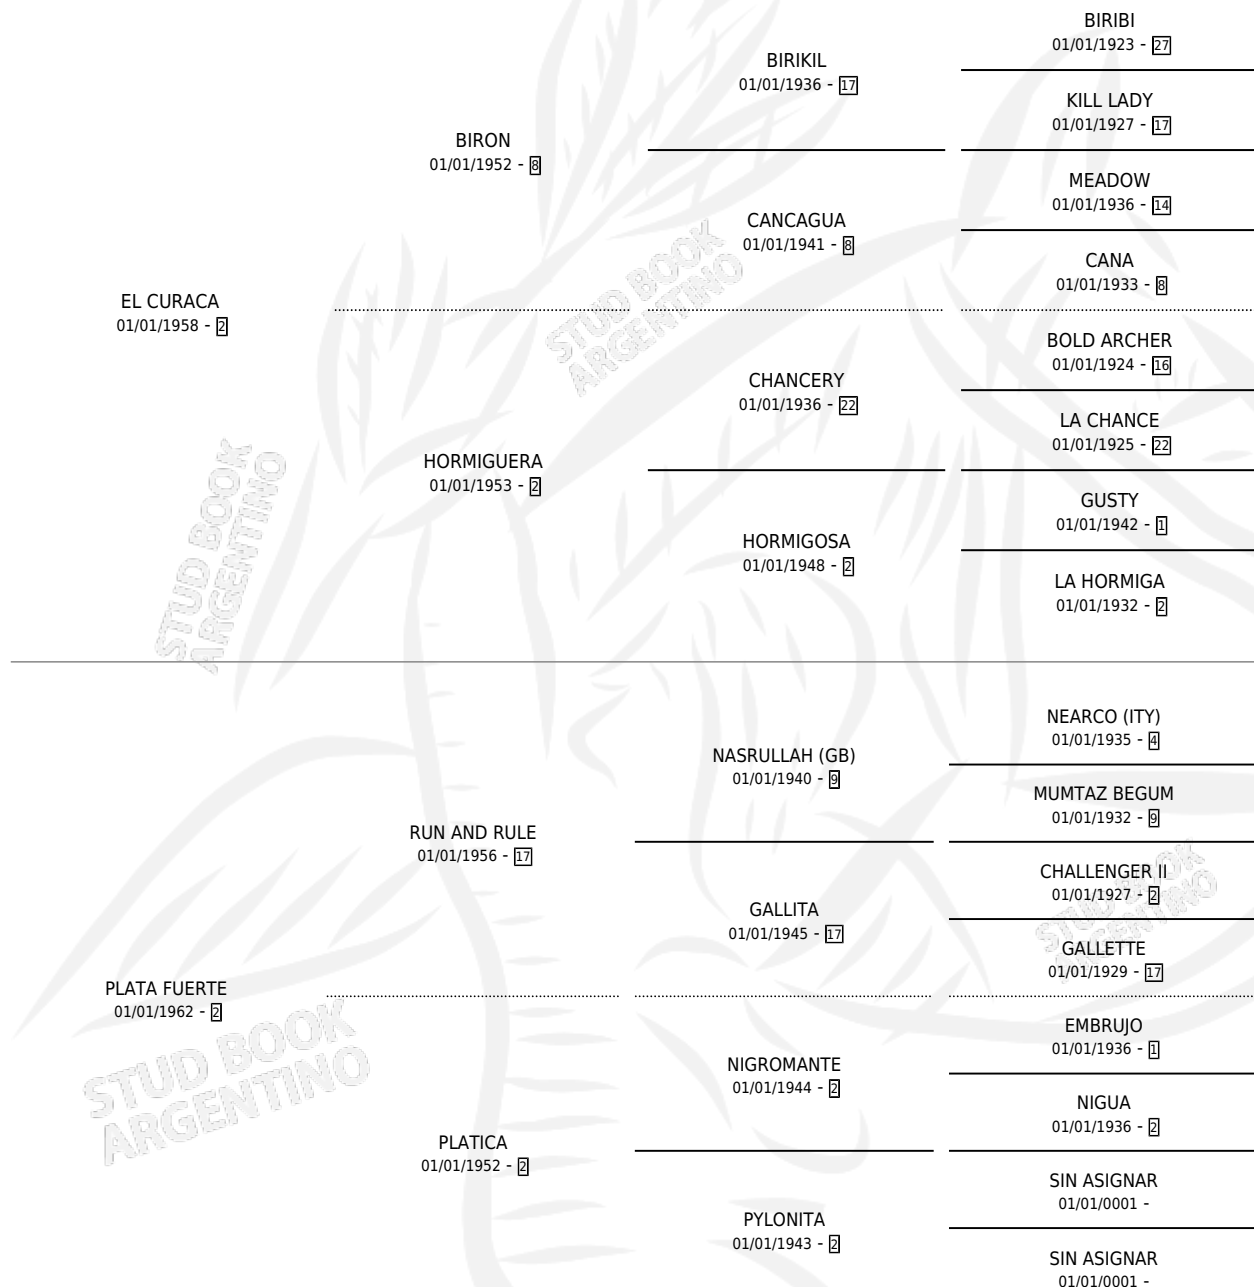 BIRIBI
01/01/1923 - 27
BIRIKIL
01/01/1936 - 17
KILL LADY
01/01/1927 - 17
BIRON
01/01/1952 - 8
MEADOW
01/01/1936 - 14
CANCAGUA
01/01/1941 - 8
CANA
01/01/1933 - 8
EL CURACA
01/01/1958 - 2
BOLD ARCHER
01/01/1924 - 16
CHANCERY
01/01/1936 - 22
LA CHANCE
01/01/1925 - 22
HORMIGUERA
01/01/1953 - 2
GUSTY
01/01/1942 - 1
HORMIGOSA
01/01/1948 - 2
LA HORMIGA
01/01/1932 - 2
STUD BOOK
ARGENTINO
STUD BOOK
ARGENTINO
NEARCO (ITY)
01/01/1935 - 4
NASRULLAH (GB)
01/01/1940 - 9
MUMTAZ BEGUM
01/01/1932 - 9
RUN AND RULE
01/01/1956 - 17
CHALLENGER II
01/01/1927 - 2
GALLITA
01/01/1945 - 17
GALLETTE
01/01/1929 - 17
PLATA FUERTE
01/01/1962 - 2
EMBRUJO
01/01/1936 - 1
NIGROMANTE
01/01/1944 - 2
NIGUA
01/01/1936 - 2
PLATICA
01/01/1952 - 2
SIN ASIGNAR
01/01/0001 -
PYLONITA
01/01/1943 - 2
SIN ASIGNAR
01/01/0001 -
STUD BOOK
ARGENTINO
STUD BOOK
ARGENTINO